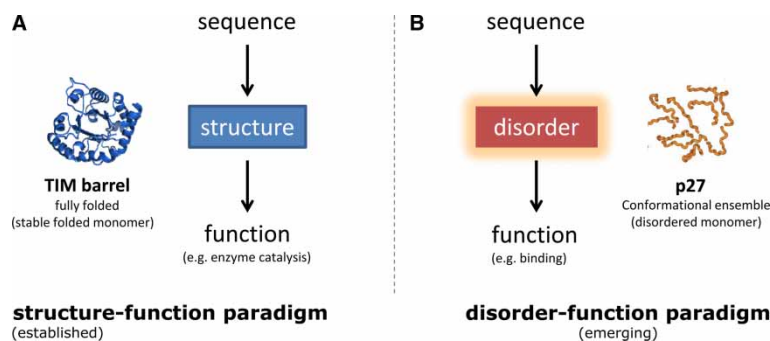 A
sequence
structure
TIM barrel
fully folded
(stable folded monomer)
function
(e.g. enzyme catalysis)
structure-function paradigm
(established)
B
sequence
disorder
p27
Conformational ensemble
(disordered monomer)
function
(e.g. binding)
disorder-function paradigm
(emerging)